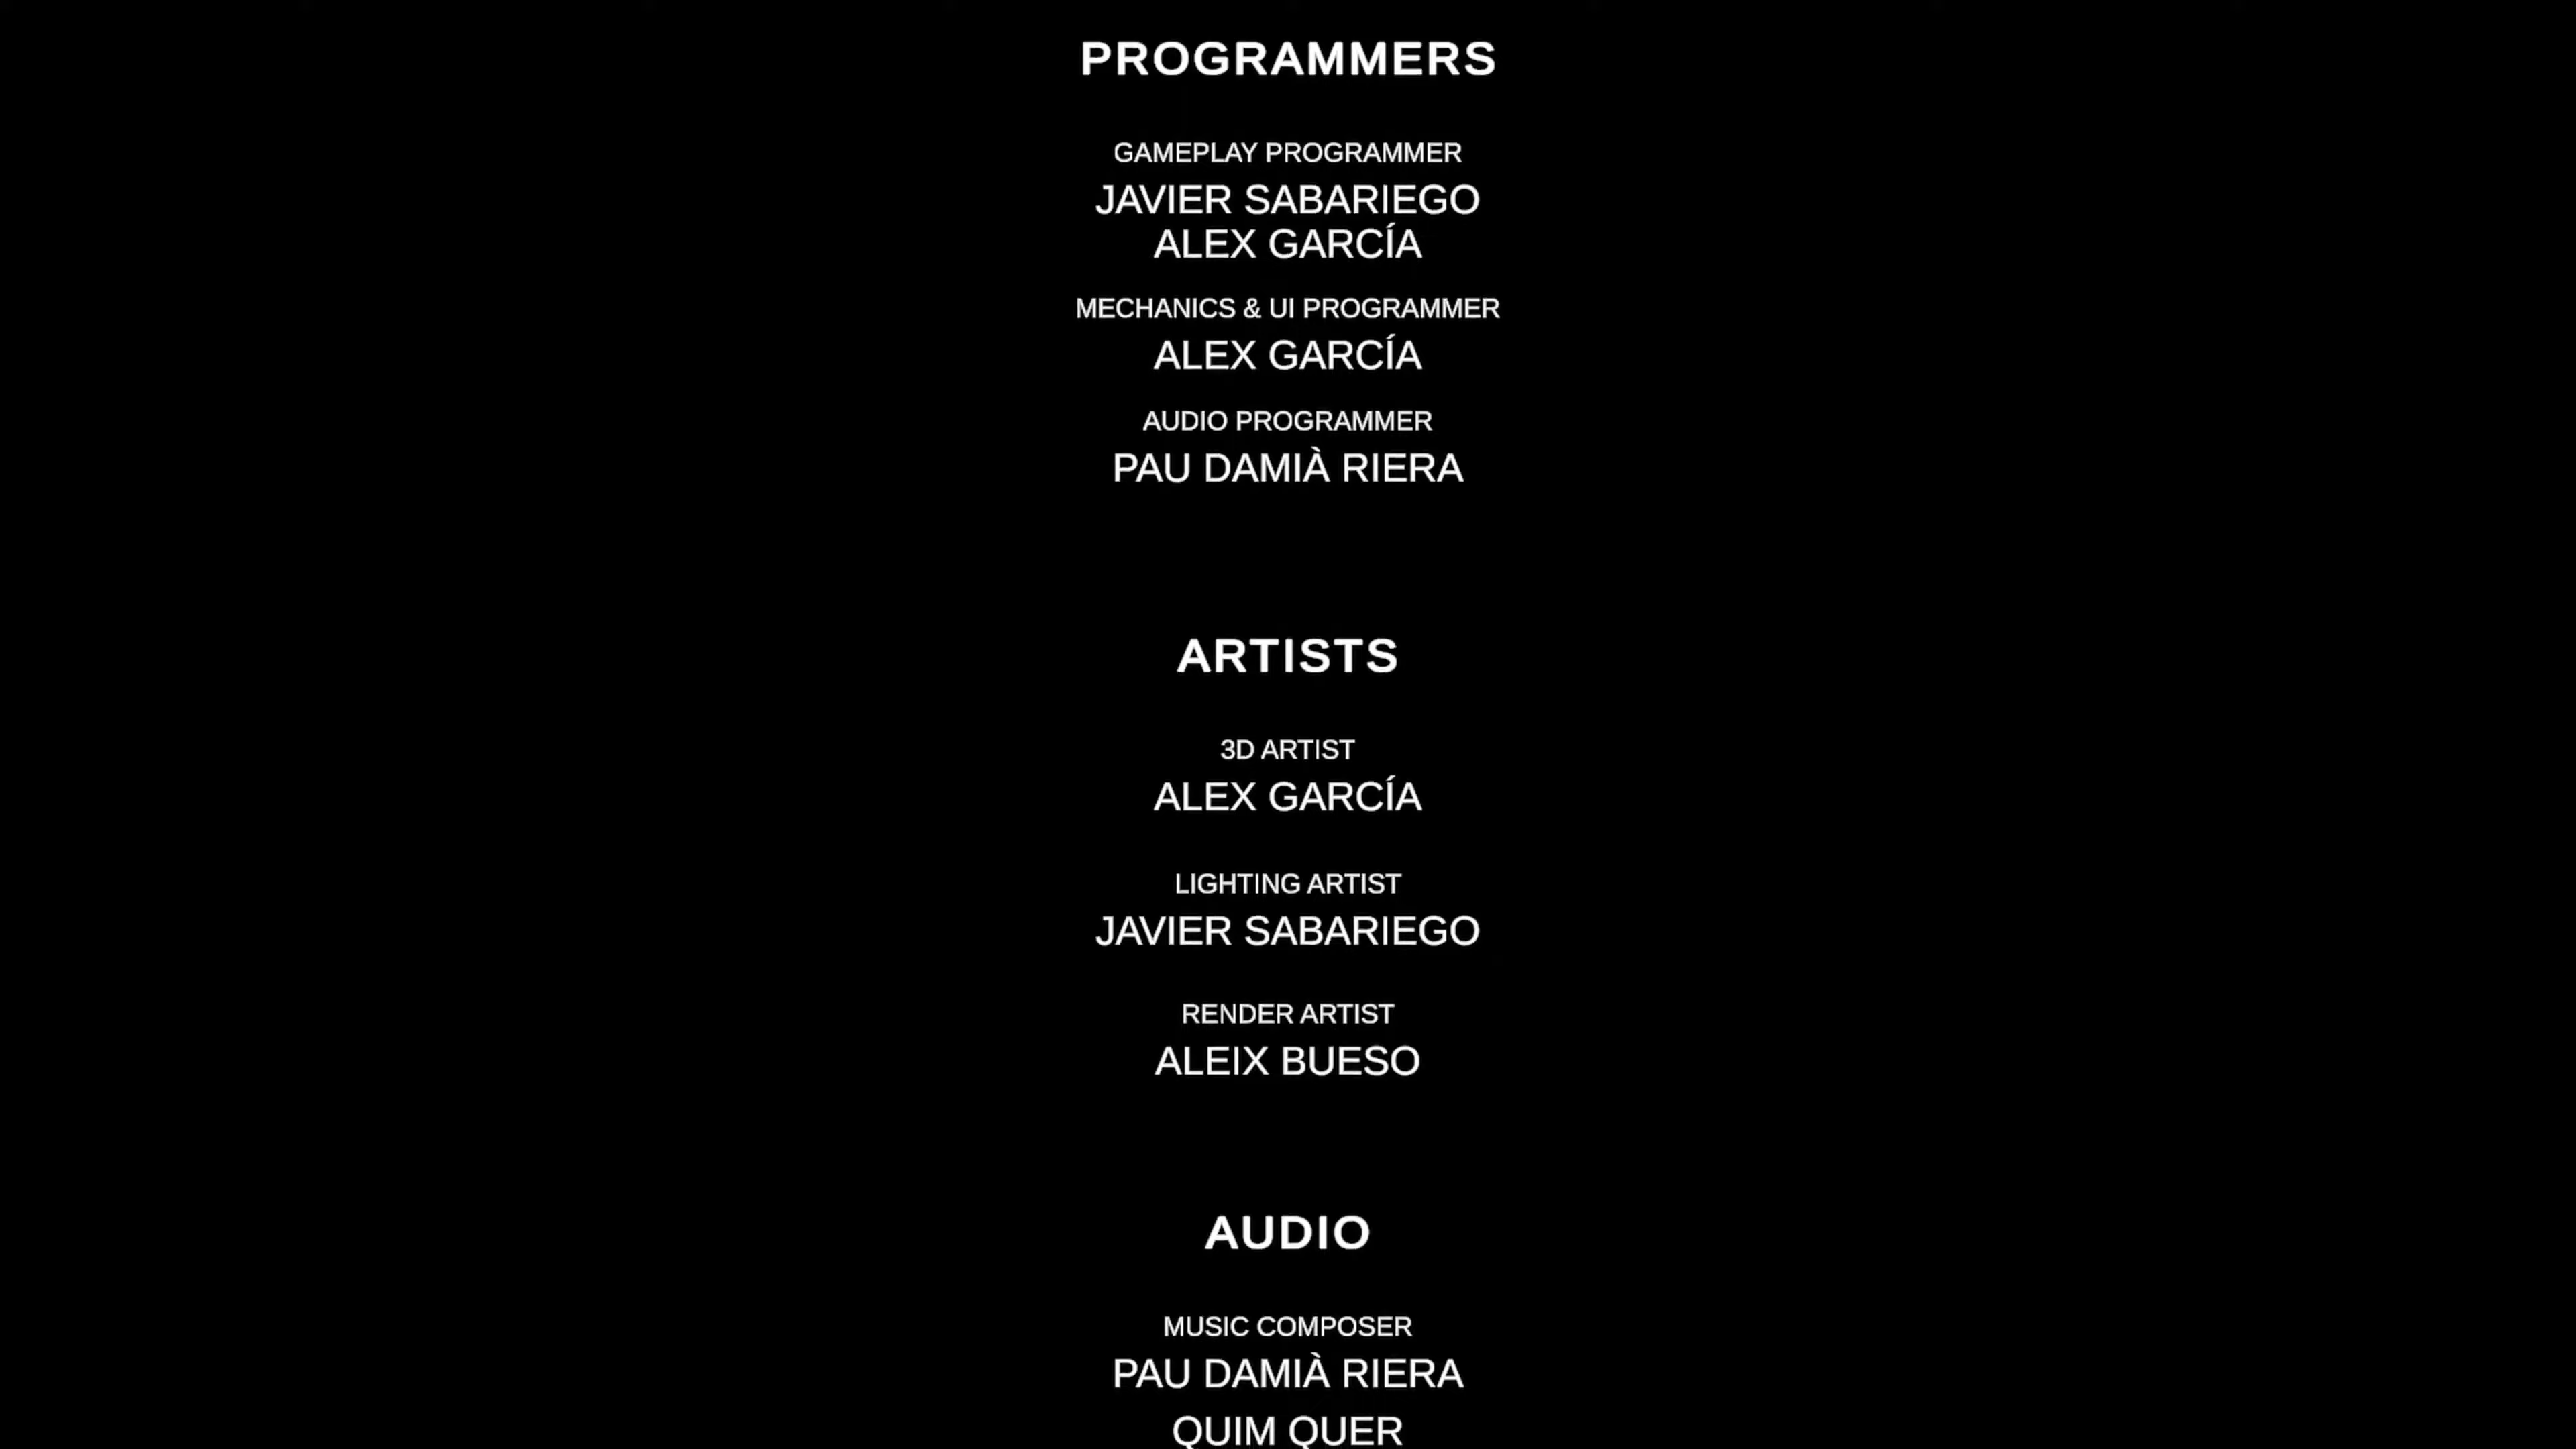 PROGRAMMERS
GAMEPLAY PROGRAMMER
JAVIER SABARIEGO
ALEX GARCÍA
MECHANICS & UI PROGRAMMER
ALEX GARCÍA
AUDIO PROGRAMMER
PAU DAMIÀ RIERA
ARTISTS
3D ARTIST
ALEX GARCÍA
LIGHTING ARTIST
JAVIER SABARIEGO
RENDER ARTIST
ALEIX BUESO
AUDIO
MUSIC COMPOSER
PAU DAMIÀ RIERA
QUIM QUER